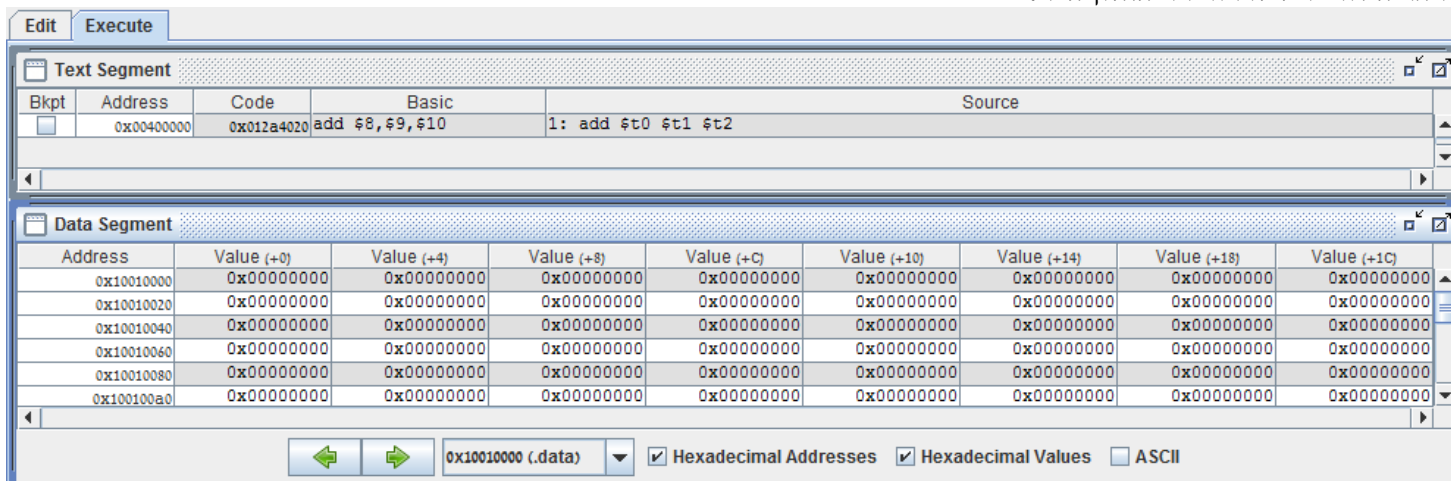 Edit Execute
Text Segment
Bkpt Address Code Basic Source
0x00400000 0x012a4020 add $8,$9,$10 1: add $t0 $t1 $t2
Data Segment
Address Value (+0) Value (+4) Value (+8) Value (+C) Value (+10) Value (+14) Value (+18) Value (+1C)
0x10010000 0x00000000 0x00000000 0x00000000 0x00000000 0x00000000 0x00000000 0x00000000 0x00000000
0x10010020 0x00000000 0x00000000 0x00000000 0x00000000 0x00000000 0x00000000 0x00000000 0x00000000
0x10010040 0x00000000 0x00000000 0x00000000 0x00000000 0x00000000 0x00000000 0x00000000 0x00000000
0x10010060 0x00000000 0x00000000 0x00000000 0x00000000 0x00000000 0x00000000 0x00000000 0x00000000
0x10010080 0x00000000 0x00000000 0x00000000 0x00000000 0x00000000 0x00000000 0x00000000 0x00000000
0x100100a0 0x00000000 0x00000000 0x00000000 0x00000000 0x00000000 0x00000000 0x00000000 0x00000000
0x10010000 (.data) Hexadecimal Addresses Hexadecimal Values ASCII